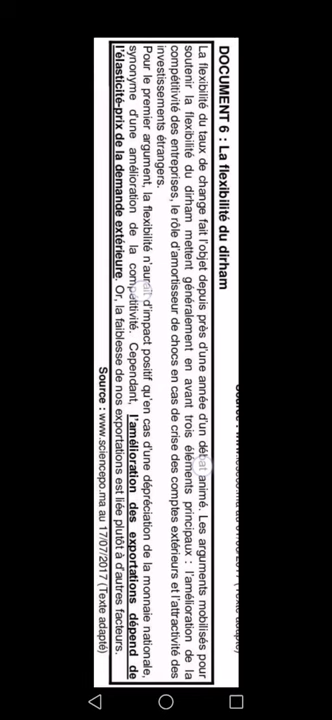 DOCUMENT 6 : La flexibilité du dirham
La flexibilité du taux de change fait l'objet depuis près d'une année d'un débat animé. Les arguments mobilisés pour
soutenir la flexibilité du dirham mettent généralement en avant trois éléments principaux : l'amélioration de la
compétitivité des entreprises, le rôle d'amortisseur de chocs en cas de crise des comptes extérieurs et l'attractivité des
investissements étrangers.
Pour le premier argument, la flexibilité n'aurait d'impact positif qu'en cas d'une dépréciation de la monnaie nationale,
synonyme d'une amélioration de la compétitivité. Cependant, l'amélioration des exportations dépend de
l'élasticité-prix de la demande extérieure. Or, la faiblesse de nos exportations est liée plutôt à d'autres facteurs.
Source : www.sciencepo.ma au 17/07/2017 (Texte adapté)